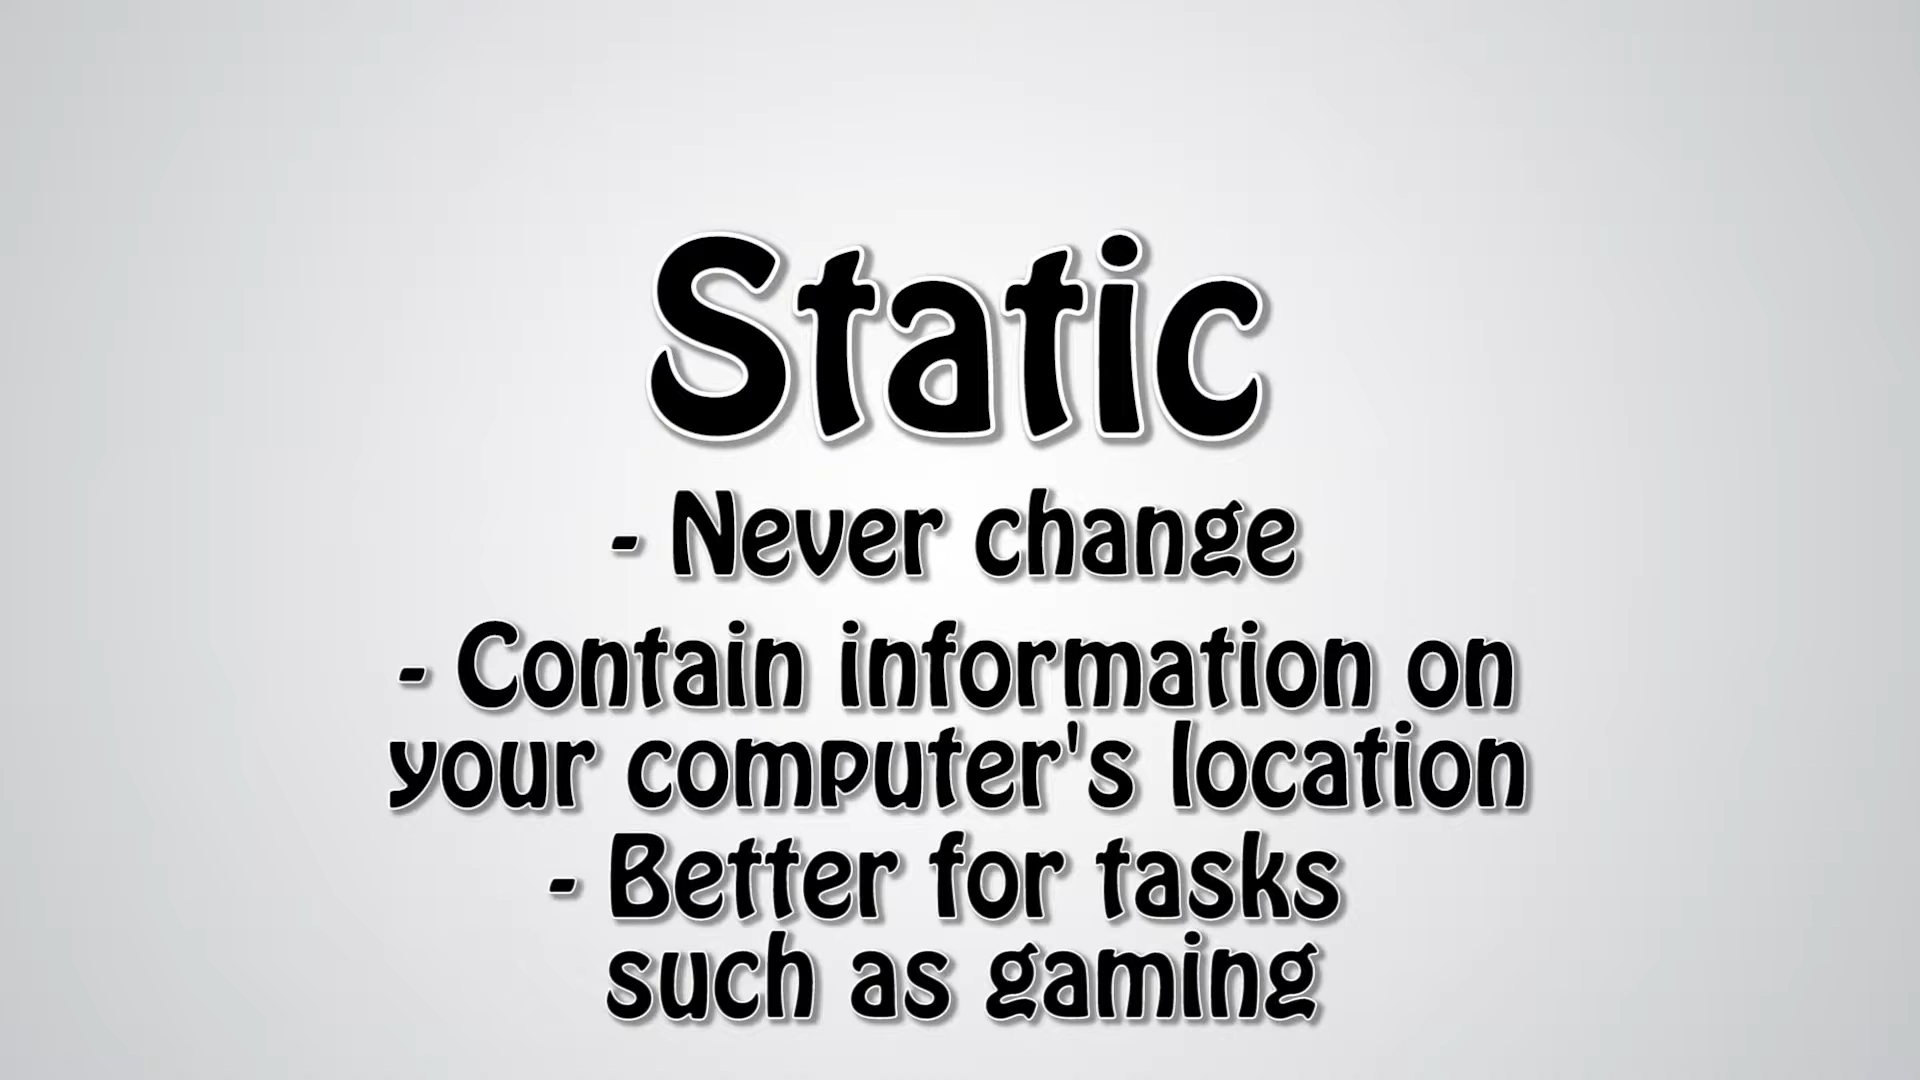 Static
- Never change
- Contain information on
your computer's location
- Better for tasks
such as gaming